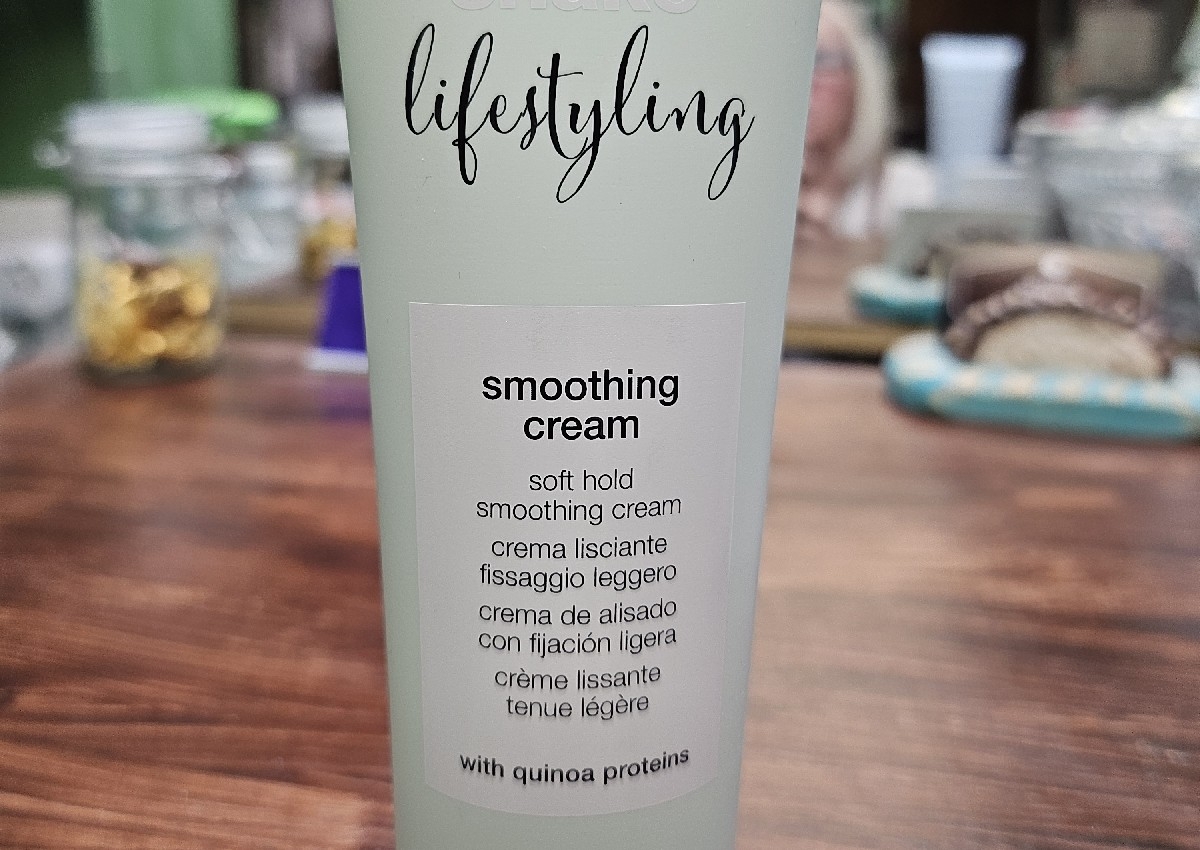 shake
lifestyling
smoothing
cream
soft hold
smoothing cream
crema lisciante
fissaggio leggero
crema de alisado
con fijación ligera
crème lissante
tenue légère
with quinoa proteins